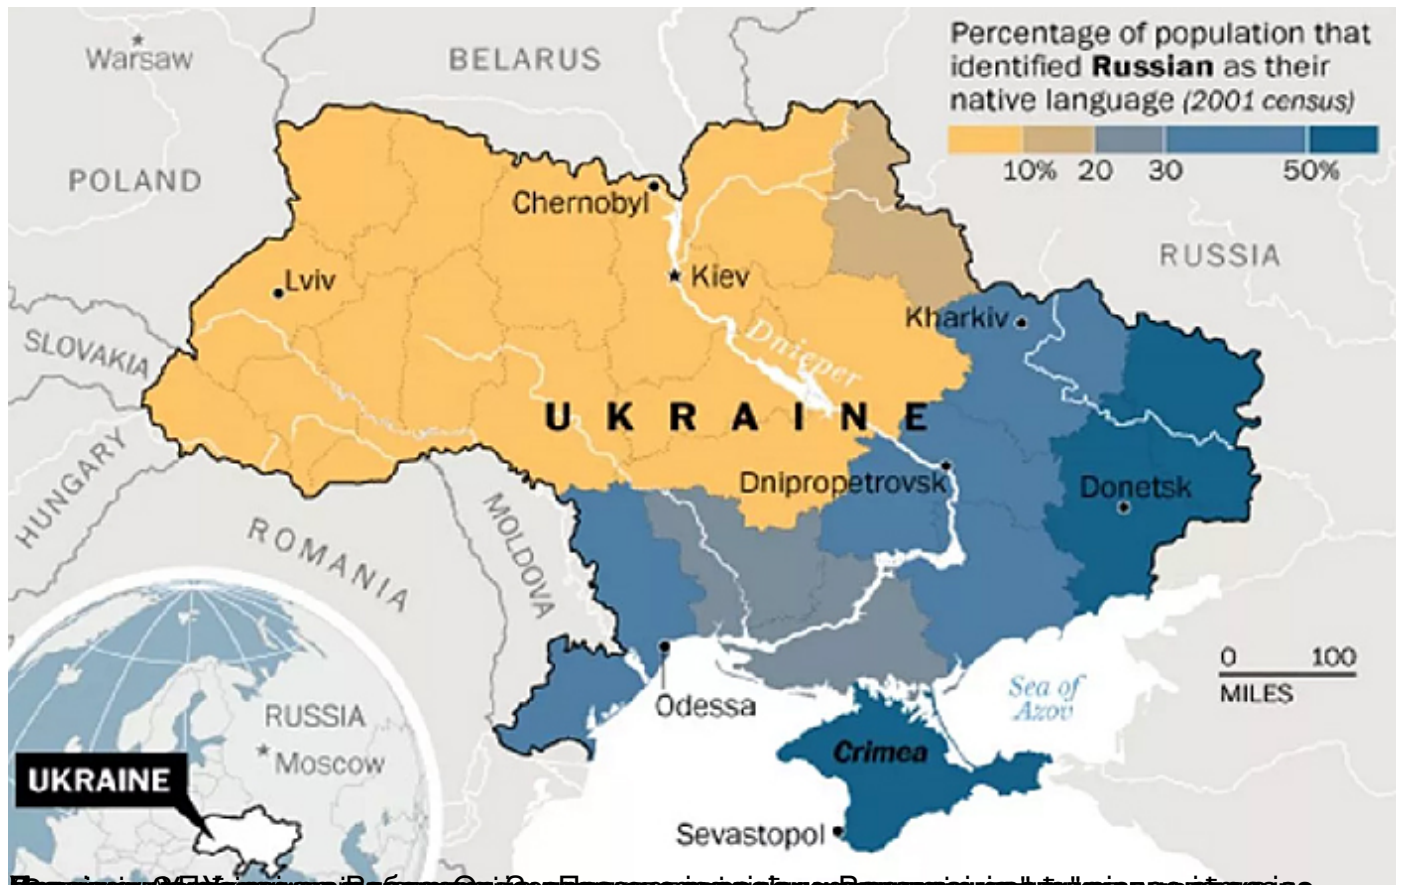 Percentage of population that
identified Russian as their
native language (2001 census)
10% 20 30 50%
Warsaw
BELARUS
POLAND
Chernobyl
RUSSIA
Lviv
Kiev
Kharkiv
SLOVAKIA
Dnieper
UKRAINE
HUNGARY
Dnipropetrovsk
Donetsk
MOLDOVA
ROMANIA
0 100
MILES
Sea of
Azov
Odessa
RUSSIA
Moscow
Crimea
UKRAINE
Sevastopol